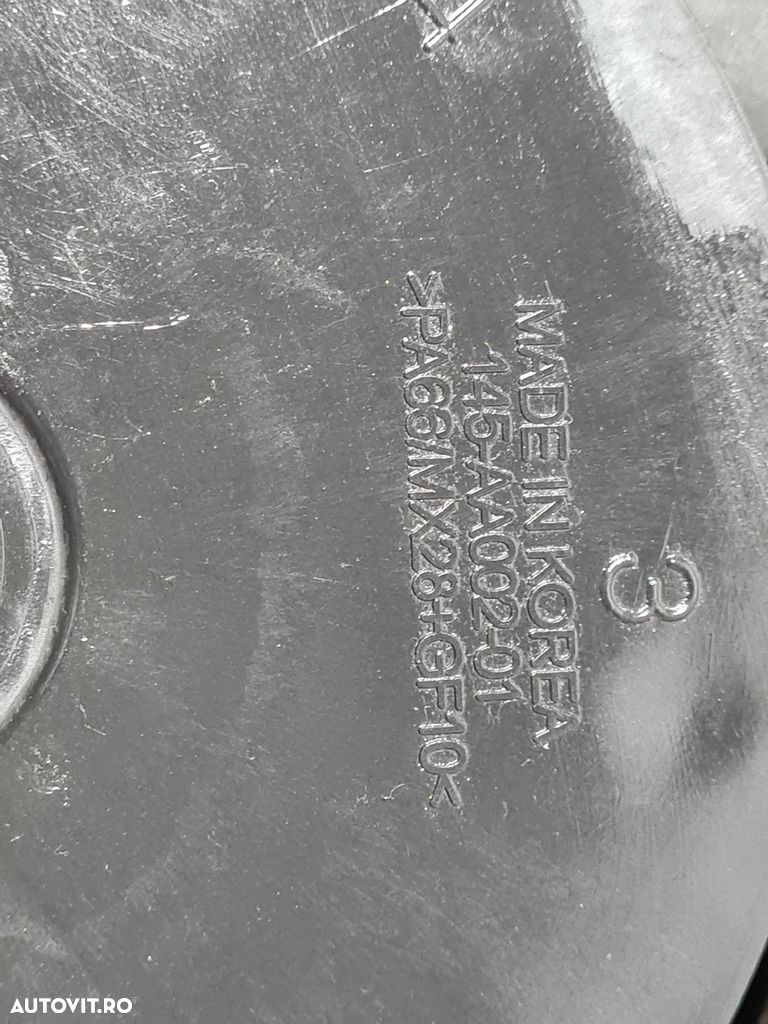 3
MADE IN KOREA
145-AA002-01
>PA66/MX28+GF10<
AUTOVIT.RO